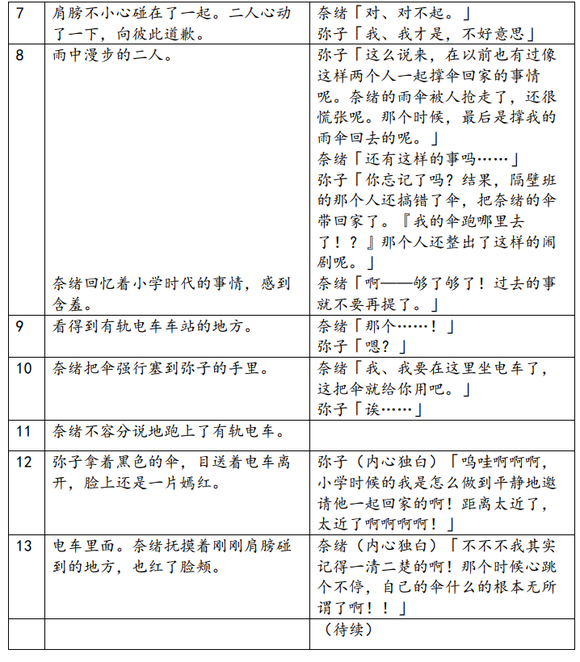 7
肩膀不小心碰在了一起。二人心动
了一下，向彼此道歉。
奈绪「对、对不起。」
弥子「我、我才是，不好意思」
8
雨中漫步的二人。
弥子「这么说来，在以前也有过像
这样两个人一起撑伞回家的事情
呢。奈绪的雨伞被人抢走了，还很
慌张呢。那个时候，最后是撑我的
雨伞回去的呢。」
奈绪「还有这样的事吗……」
弥子「你忘记了吗？结果，隔壁班
的那个人还搞错了伞，把奈绪的伞
带回家了。『我的伞跑哪里去
了！？』那个人还整出了这样的闹
剧呢。」
奈绪回忆着小学时代的事情，感到
含羞。
奈绪「啊——够了够了！过去的事
就不要再提了。」
9
看得到有轨电车车站的地方。
奈绪「那个……！」
弥子「嗯？」
10
奈绪把伞强行塞到弥子的手里。
奈绪「我、我要在这里坐电车了，
这把伞就给你用吧。」
弥子「诶……」
11
奈绪不容分说地跑上了有轨电车。
12
弥子拿着黑色的伞，目送着电车离
开，脸上还是一片嫣红。
弥子（内心独白）「呜哇啊啊啊，
小学时候的我是怎么做到平静地邀
请他一起回家的啊！距离太近了，
太近了啊啊啊啊！」
13
电车里面。奈绪抚摸着刚刚肩膀碰
到的地方，也红了脸颊。
奈绪（内心独白）「不不不我其实
记得一清二楚的啊！那个时候心跳
个不停，自己的伞什么的根本无所
谓了啊！！」
（待续）